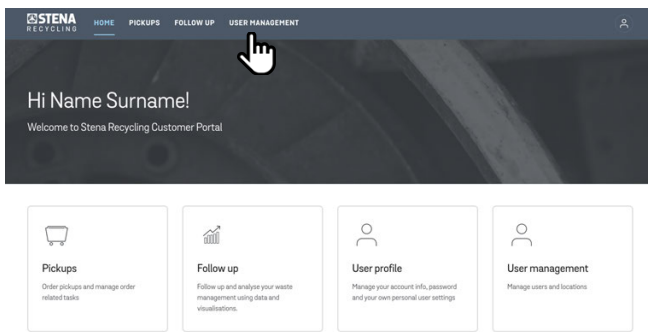 STENA
RECYCLING
HOME PICKUPS FOLLOW UP USER MANAGEMENT
Hi Name Surname!
Welcome to Stena Recycling Customer Portal
Pickups
Order pickups and manage order
related tasks
Follow up
Follow up and analyse your waste
management using data and
visualisations.
User profile
Manage your account info, password
and your own personal user settings
User management
Manage users and locations